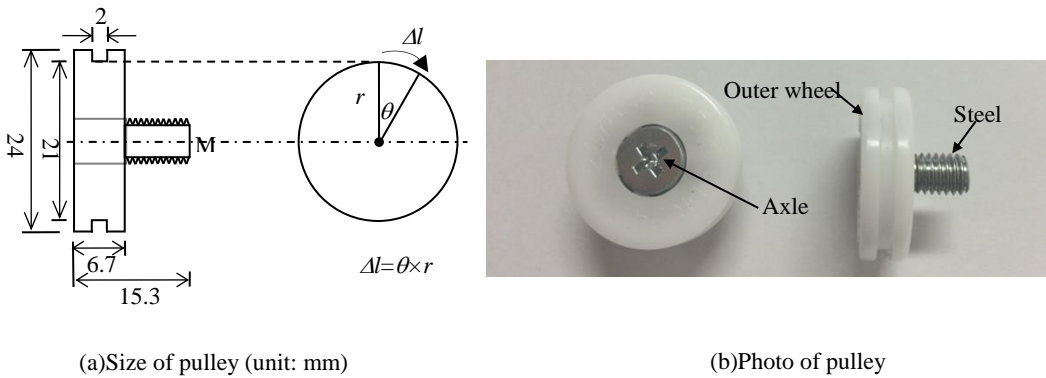 2
Δl
r
θ
M
24
21
6.7
15.3
Δl=θ×r
Outer wheel
Steel
Axle
(a)Size of pulley (unit: mm)
(b)Photo of pulley